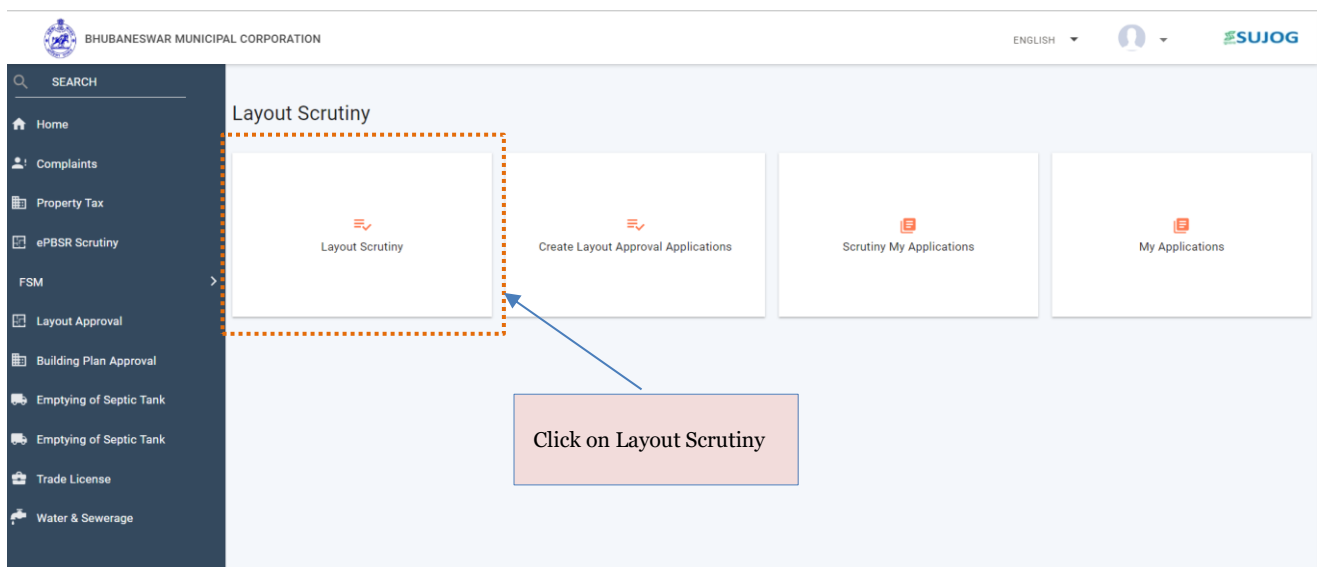 BHUBANESWAR MUNICIPAL CORPORATION
ENGLISH
SUJOG
SEARCH
Home
Complaints
Property Tax
ePBSR Scrutiny
FSM
Layout Approval
Building Plan Approval
Emptying of Septic Tank
Emptying of Septic Tank
Trade License
Water & Sewerage
Layout Scrutiny
Layout Scrutiny
Create Layout Approval Applications
Scrutiny My Applications
My Applications
Click on Layout Scrutiny